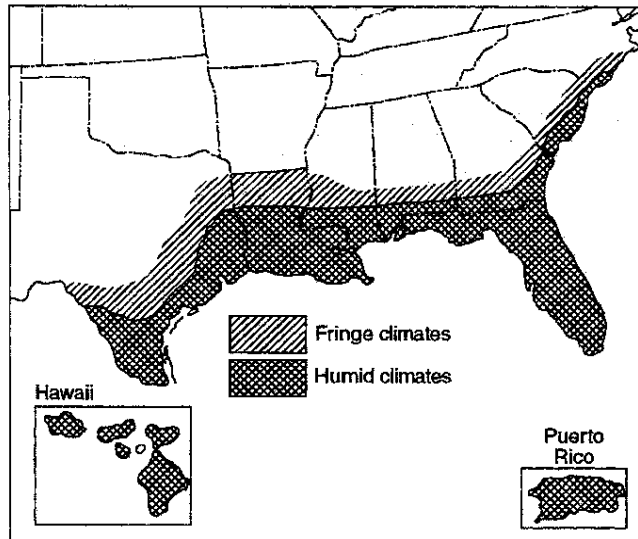 Fringe climates
Humid climates
Hawaii
Puerto
Rico